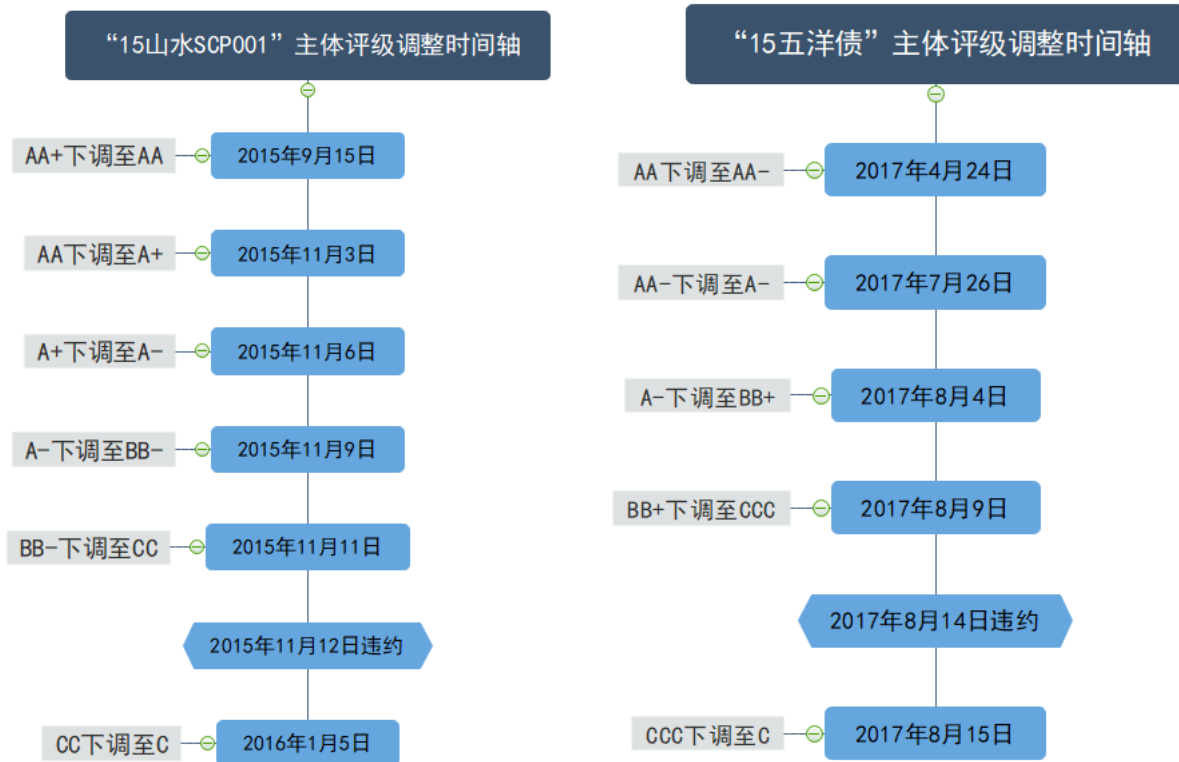 “15山水SCP001”主体评级调整时间轴
AA+下调至AA
2015年9月15日
AA下调至A+
2015年11月3日
A+下调至A-
2015年11月6日
A-下调至BB-
2015年11月9日
BB-下调至CC
2015年11月11日
2015年11月12日违约
CC下调至C
2016年1月5日
“15五洋债”主体评级调整时间轴
AA下调至AA-
2017年4月24日
AA-下调至A-
2017年7月26日
A-下调至BB+
2017年8月4日
BB+下调至CCC
2017年8月9日
2017年8月14日违约
CCC下调至C
2017年8月15日